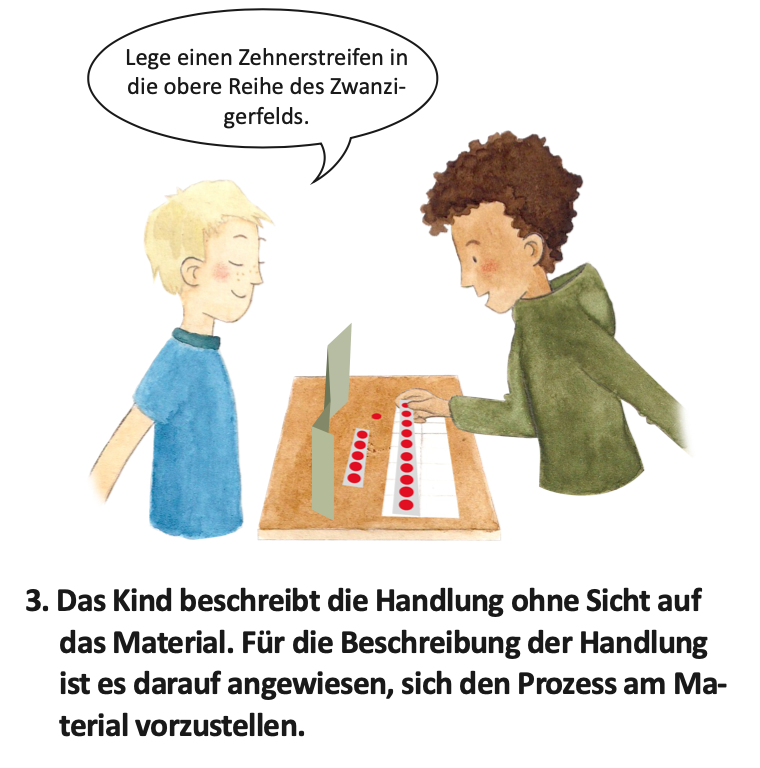 Lege einen Zehnerstreifen in
die obere Reihe des Zwanzi-
gerfelds.
3. Das Kind beschreibt die Handlung ohne Sicht auf
das Material. Für die Beschreibung der Handlung
ist es darauf angewiesen, sich den Prozess am Ma-
terial vorzustellen.